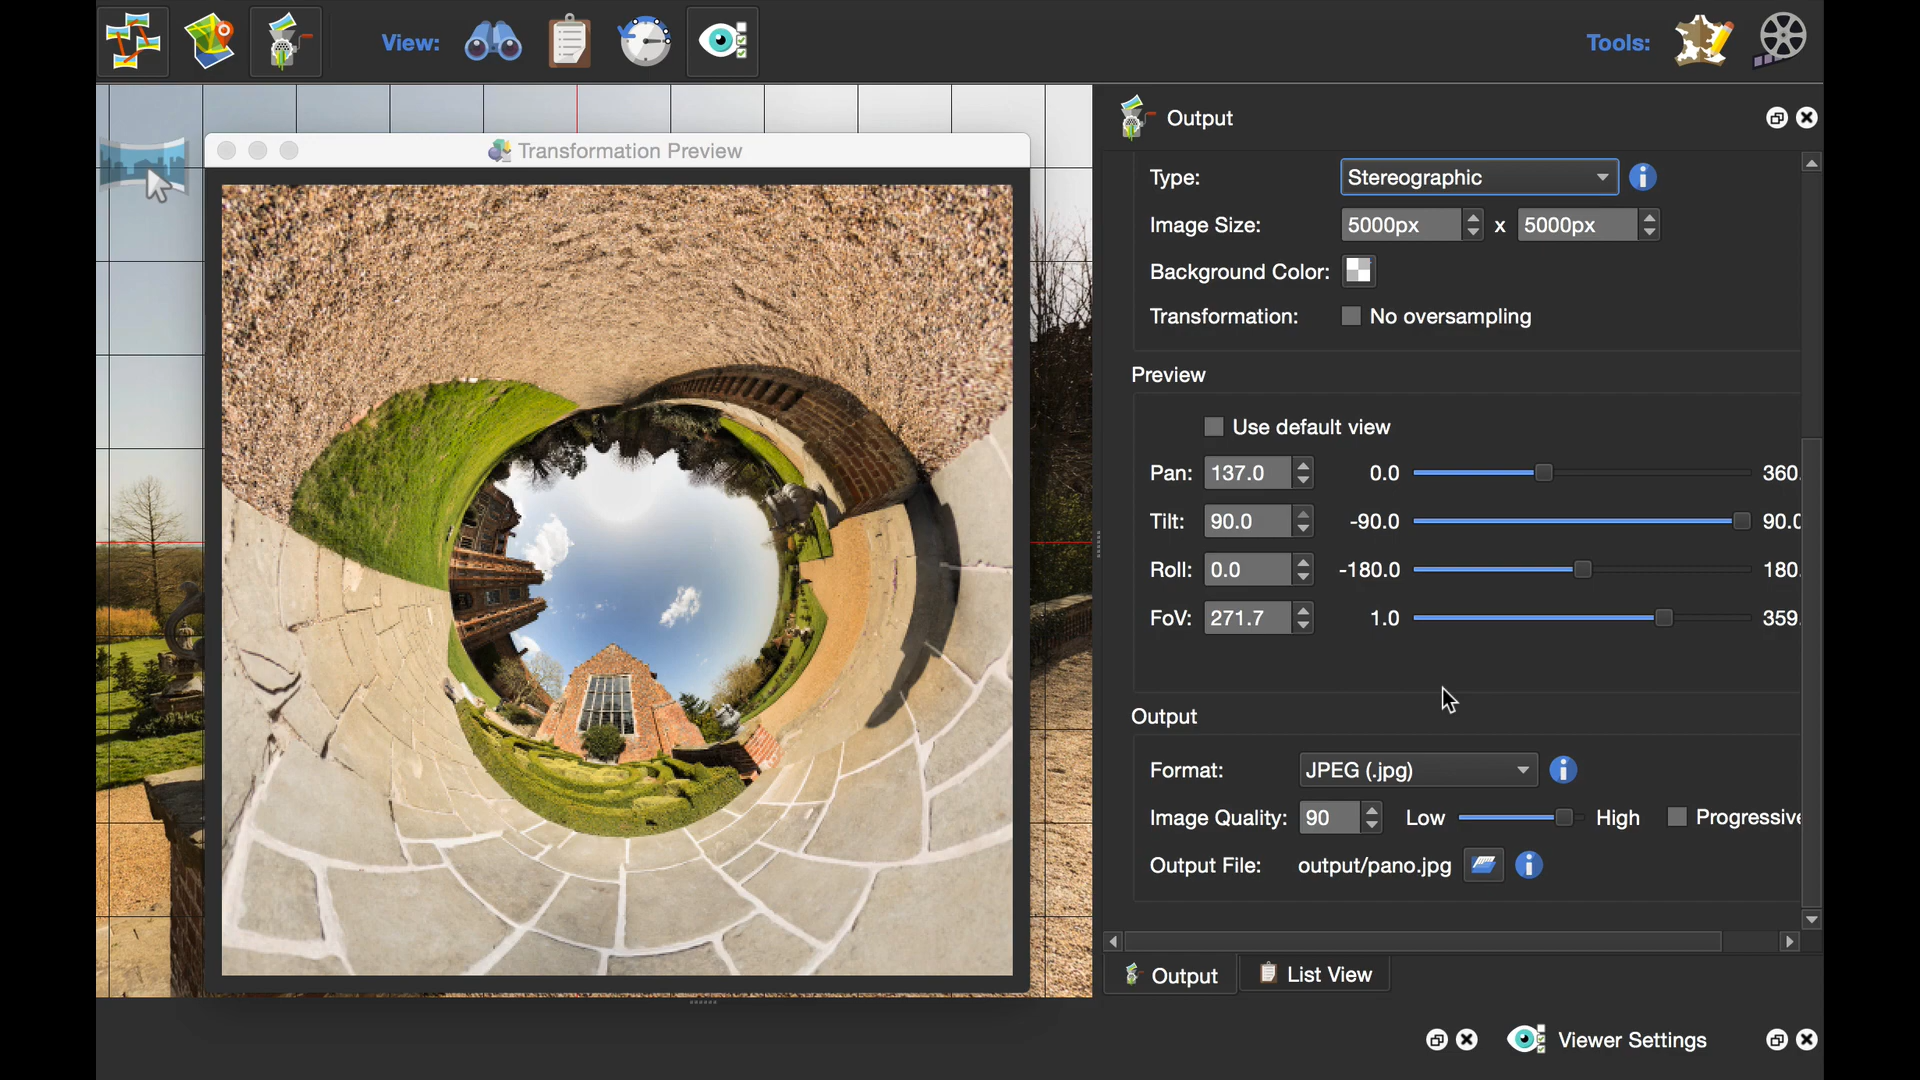 View:
Tools:
Transformation Preview
Output
Type: Stereographic
Image Size: 5000px x 5000px
Background Color:
Transformation: No oversampling
Preview
Use default view
Pan: 137.0 0.0 360.
Tilt: 90.0 -90.0 90.0
Roll: 0.0 -180.0 180.
FoV: 271.7 1.0 359.
Output
Format: JPEG (.jpg)
Image Quality: 90 Low High Progressive
Output File: output/pano.jpg
Output List View
Viewer Settings